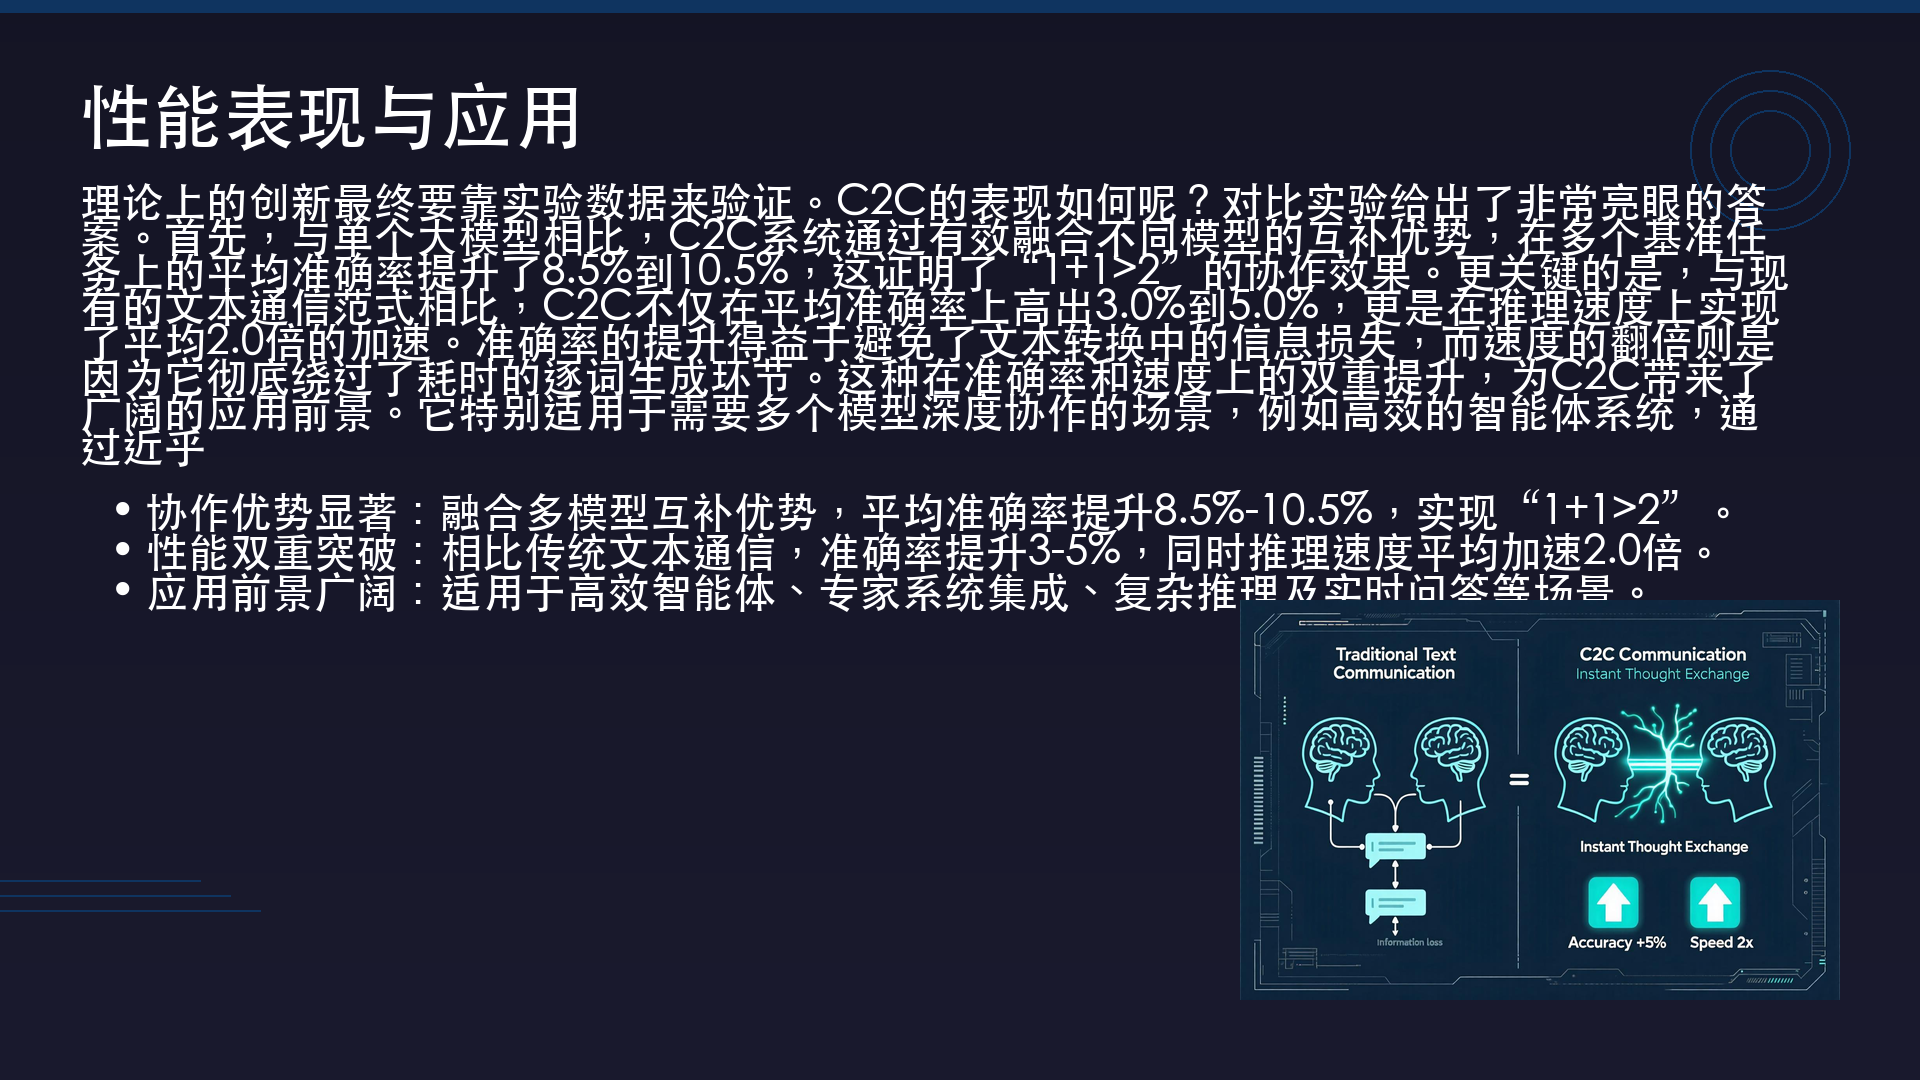 性能表现与应用
理论上的创新最终要靠实验数据来验证。C2C的表现如何呢？对比实验给出了非常亮眼的答
案。首先，与单个大模型相比，C2C系统通过有效融合不同模型的互补优势，在多个基准任
务上的平均准确率提升了8.5%到10.5%，这证明了“1+1>2”的协作效果。更关键的是，与现
有的文本通信范式相比，C2C不仅在平均准确率上高出3.0%到5.0%，更是在推理速度上实现
了平均2.0倍的加速。准确率的提升得益于避免了文本转换中的信息损失，而速度的翻倍则是
因为它彻底绕过了耗时的逐词生成环节。这种在准确率和速度上的双重提升，为C2C带来了
广阔的应用前景。它特别适用于需要多个模型深度协作的场景，例如高效的智能体系统，通
过近乎
• 协作优势显著：融合多模型互补优势，平均准确率提升8.5%-10.5%，实现“1+1>2”。
• 性能双重突破：相比传统文本通信，准确率提升3-5%，同时推理速度平均加速2.0倍。
• 应用前景广阔：适用于高效智能体、专家系统集成、复杂推理及实时问答等场景。
Traditional Text
Communication
Information loss
=
C2C Communication
Instant Thought Exchange
Instant Thought Exchange
Accuracy +5%
Speed 2x